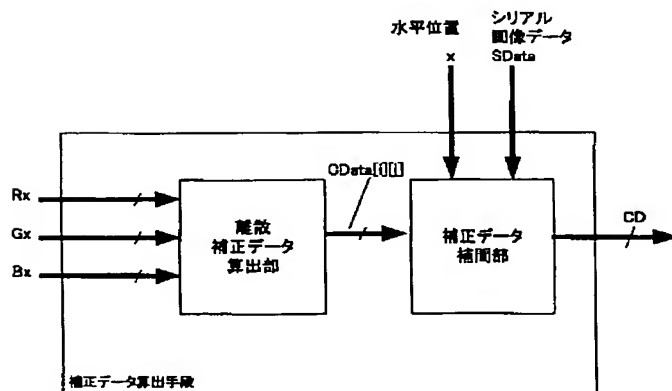 水平位置
x
シリアル
画像データ
SData
CData[i][j]
Rx
Gx
Bx
離散
補正データ
算出部
補正データ
補間部
CD
補正データ算出手段